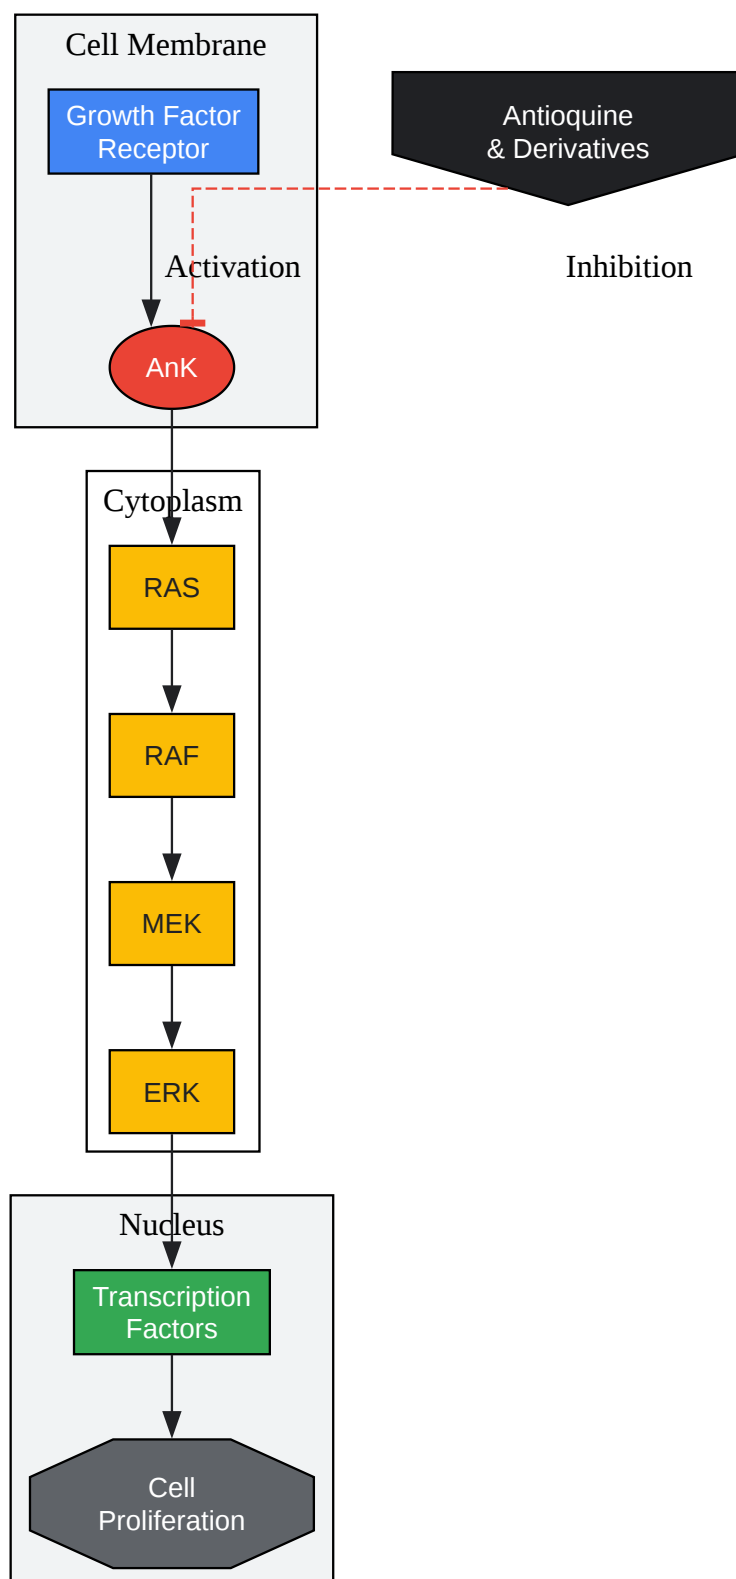 Cell Membrane
Growth Factor
Receptor
Antioquine
& Derivatives
Activation
Inhibition
AnK
Cytoplasm
RAS
RAF
MEK
ERK
Nucleus
Transcription
Factors
Cell
Proliferation